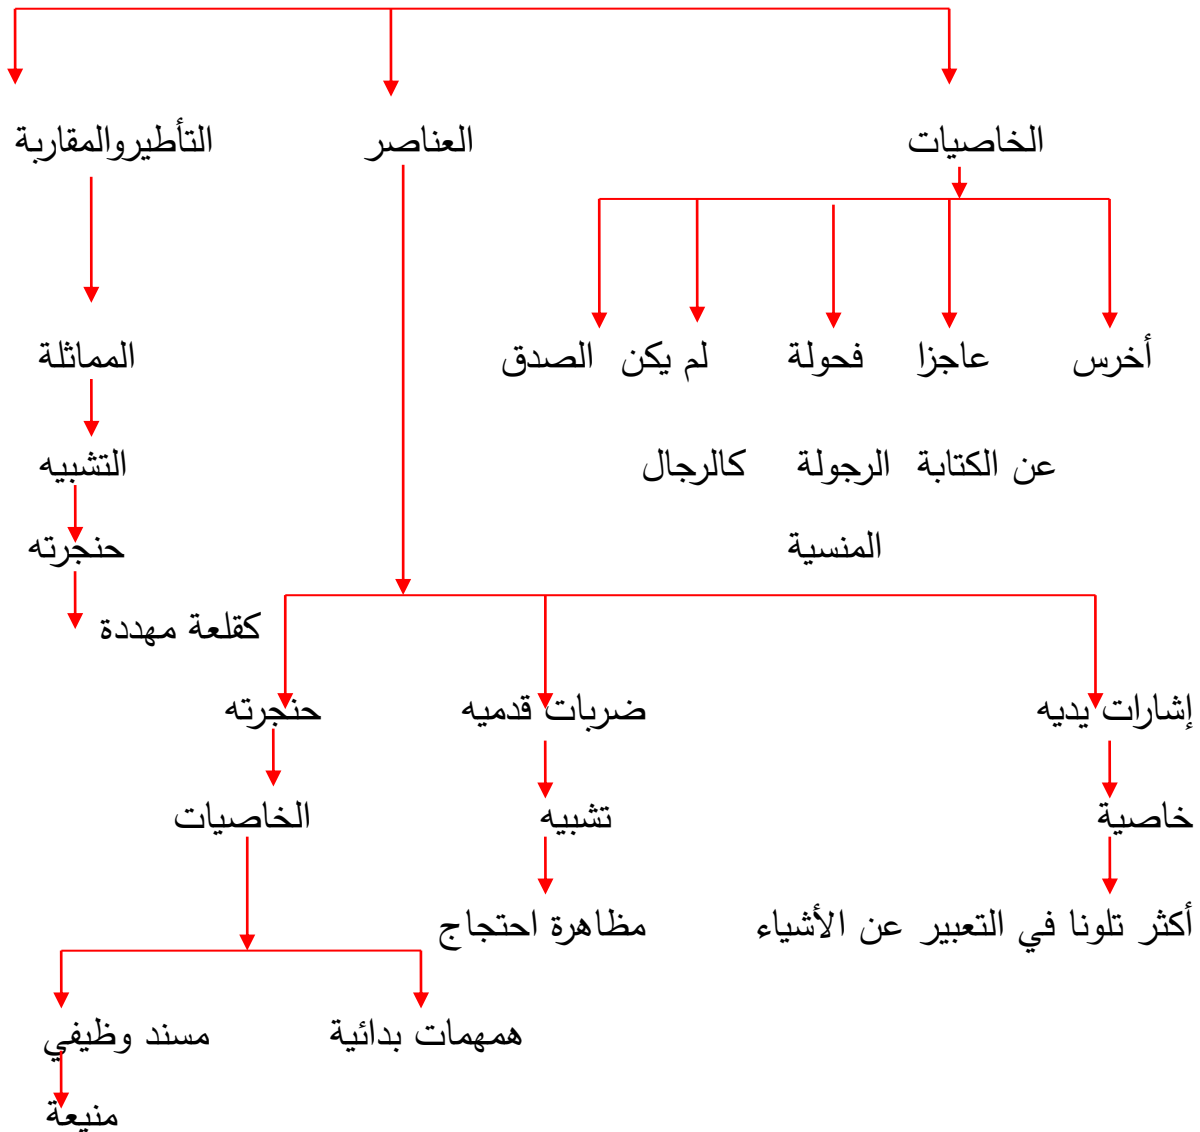 الخاصيات العناصر التأطيروالمقاربة
أخرس عاجزا فحولة لم يكن الصدق المماثلة
عن الكتابة الرجولة كالرجال التشبيه
المنسية حنجرته
كقلعة مهددة
إشارات يديه ضربات قدميه حنجرته
خاصية تشبيه الخاصيات
أكثر تلونا في التعبير عن الأشياء مظاهرة احتجاج
همهمات بدائية مسند وظيفي
منيعة